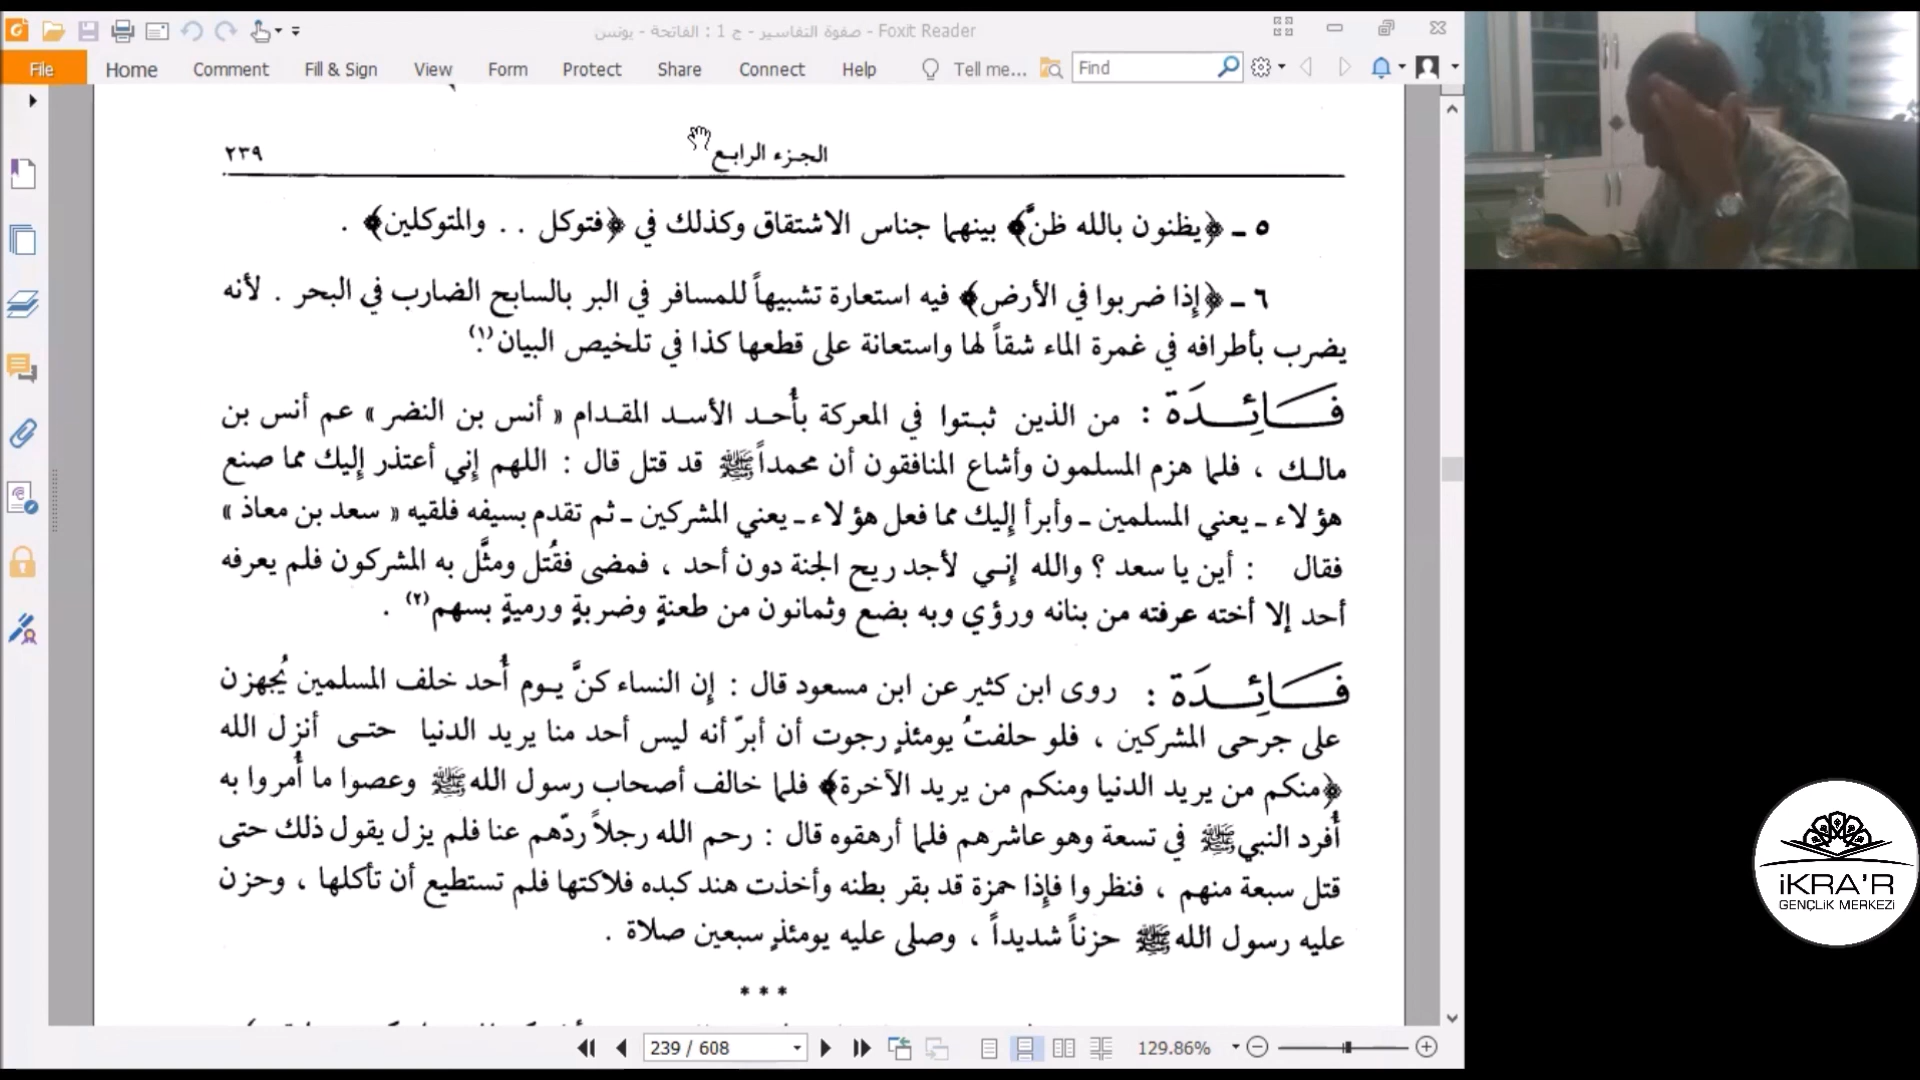 صفوة التفاسير - ج 1 : الفاتحة - يونس - Foxit Reader
File Home Comment Fill & Sign View Form Protect Share Connect Help Tell me... Find
الجزء الرابع ٢٣٩
٥ - ﴿يظنون بالله ظنَّ﴾ بينهما جناس الاشتقاق وكذلك في ﴿فتوكل .. والمتوكلين﴾ .
٦ - ﴿إِذا ضربوا في الأرض﴾ فيه استعارة تشبيهاً للمسافر في البر بالسابح الضارب في البحر . لأنه
يضرب بأطرافه في غمرة الماء شقاً لها واستعانة على قطعها كذا في تلخيص البيان(١).
فَائِدَة : من الذين ثبتوا في المعركة بأُحد الأسد المقدام « أنس بن النضر » عم أنس بن
مالك ، فلما هزم المسلمون وأشاع المنافقون أن محمداً ﷺ قد قتل قال : اللهم إِني أعتذر إِليك مما صنع
هؤلاء - يعني المسلمين - وأبرأ إِليك مما فعل هؤلاء - يعني المشركين - ثم تقدم بسيفه فلقيه « سعد بن معاذ »
فقال : أين يا سعد ؟ والله إِني لأجد ريح الجنة دون أحد ، فمضى فقُتل ومثَّل به المشركون فلم يعرفه
أحد إلا أخته عرفته من بنانه ورؤي وبه بضع وثمانون من طعنةٍ وضربةٍ ورميةٍ بسهم(٢) .
فَائِدَة : روى ابن كثير عن ابن مسعود قال : إِن النساء كنَّ يوم أُحد خلف المسلمين يُجهزن
على جرحى المشركين ، فلو حلفتُ يومئذٍ رجوت أن أبرّ أنه ليس أحد منا يريد الدنيا حتى أنزل الله
﴿منكم من يريد الدنيا ومنكم من يريد الآخرة﴾ فلما خالف أصحاب رسول الله ﷺ وعصوا ما أُمروا به
أُفرد النبي ﷺ في تسعة وهو عاشرهم فلما أرهقوه قال : رحم الله رجلاً ردّهم عنا فلم يزل يقول ذلك حتى
قتل سبعة منهم ، فنظروا فإِذا حمزة قد بقر بطنه وأخذت هند كبده فلاكتها فلم تستطيع أن تأكلها ، وحزن
عليه رسول الله ﷺ حزناً شديداً ، وصلى عليه يومئذٍ سبعين صلاة .
* * *
239 / 608 129.86%
iKRA'R
GENÇLiK MERKEZi